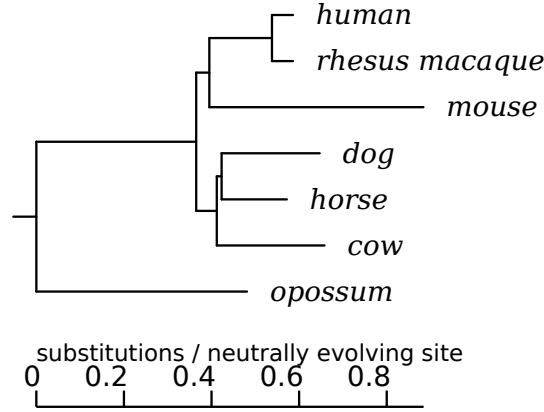 human
rhesus macaque
mouse
dog
horse
cow
opossum
substitutions / neutrally evolving site
0 0.2 0.4 0.6 0.8